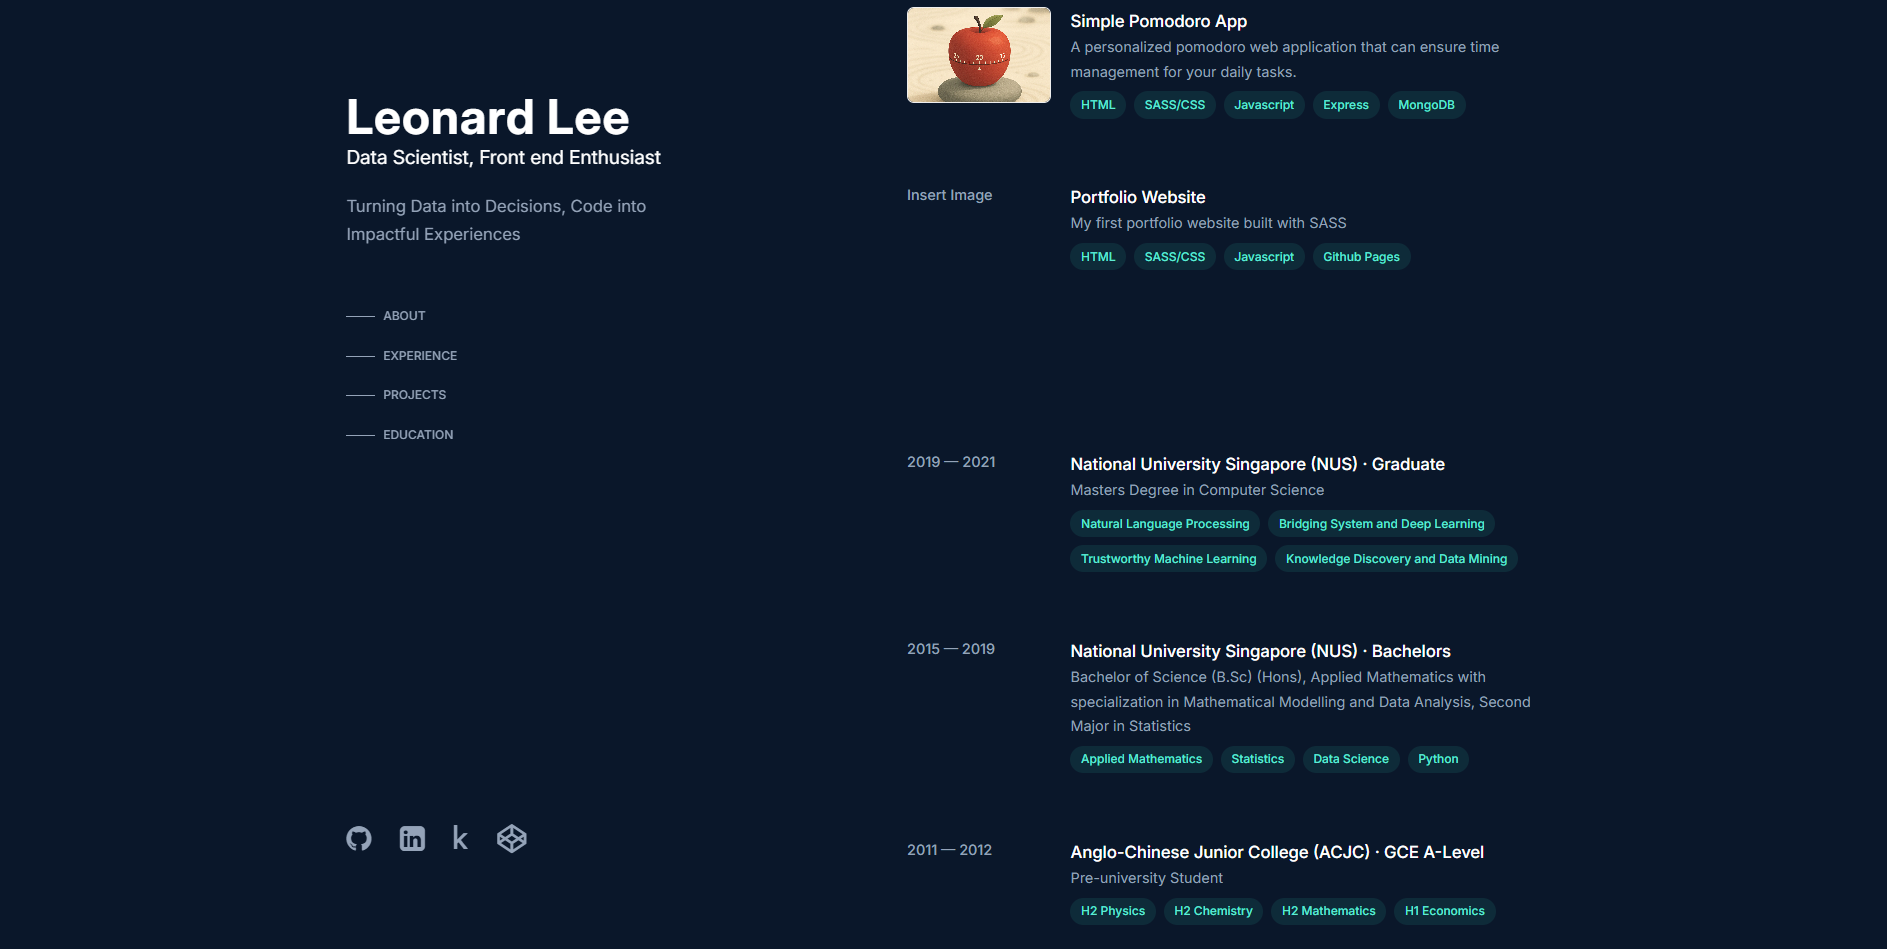 Leonard Lee
Data Scientist, Front end Enthusiast
Turning Data into Decisions, Code into
Impactful Experiences
ABOUT
EXPERIENCE
PROJECTS
EDUCATION
Simple Pomodoro App
A personalized pomodoro web application that can ensure time
management for your daily tasks.
HTML SASS/CSS Javascript Express MongoDB
20
Insert Image
Portfolio Website
My first portfolio website built with SASS
HTML SASS/CSS Javascript Github Pages
2019 — 2021
National University Singapore (NUS) · Graduate
Masters Degree in Computer Science
Natural Language Processing Bridging System and Deep Learning
Trustworthy Machine Learning Knowledge Discovery and Data Mining
2015 — 2019
National University Singapore (NUS) · Bachelors
Bachelor of Science (B.Sc) (Hons), Applied Mathematics with
specialization in Mathematical Modelling and Data Analysis, Second
Major in Statistics
Applied Mathematics Statistics Data Science Python
2011 — 2012
Anglo-Chinese Junior College (ACJC) · GCE A-Level
Pre-university Student
H2 Physics H2 Chemistry H2 Mathematics H1 Economics
in
k